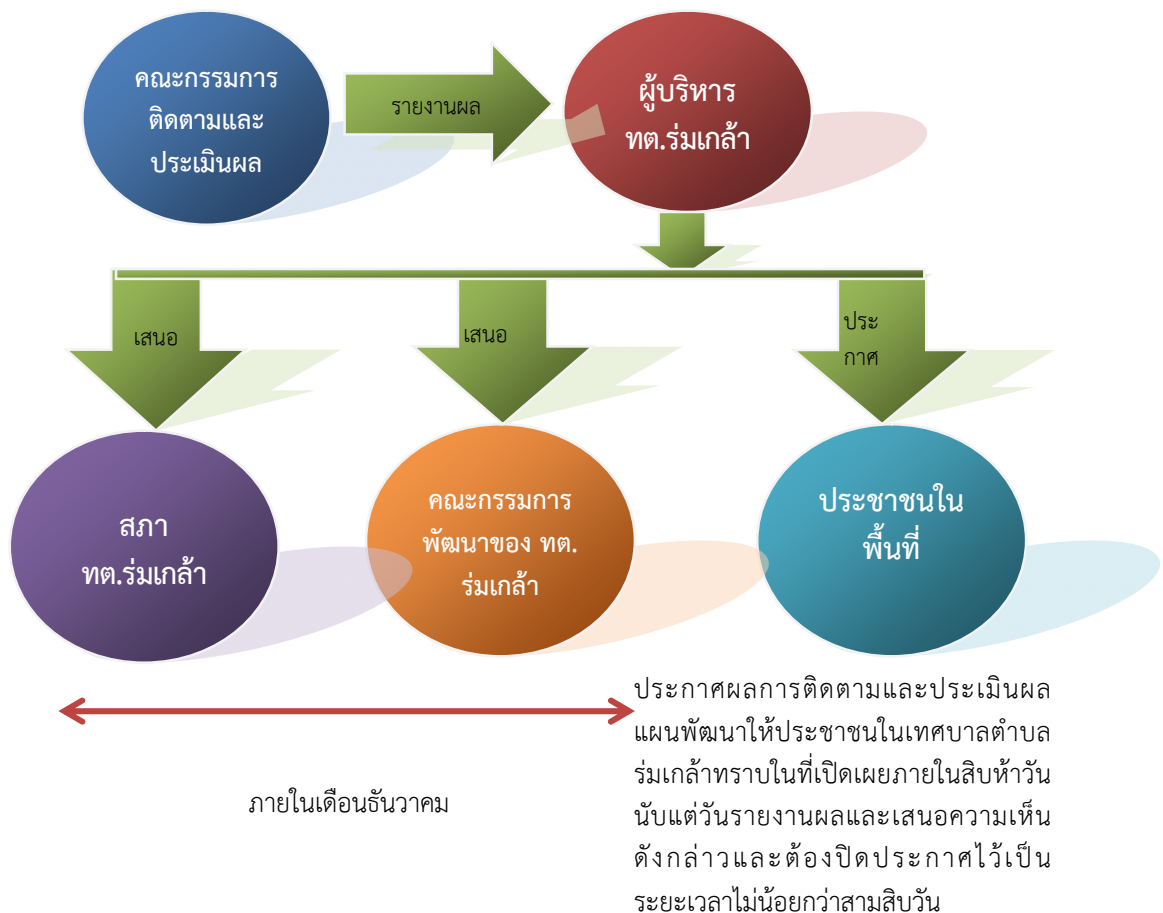 คณะกรรมการ
ติดตามและ
ประเมินผล
รายงานผล
ผู้บริหาร
ทต.ร่มเกล้า
เสนอ
เสนอ
ประ
กาศ
สภา
ทต.ร่มเกล้า
คณะกรรมการ
พัฒนาของ ทต.
ร่มเกล้า
ประชาชนใน
พื้นที่
ภายในเดือนธันวาคม
ประกาศผลการติดตามและประเมินผล
แผนพัฒนาให้ประชาชนในเทศบาลตำบล
ร่มเกล้าทราบในที่เปิดเผยภายในสิบห้าวัน
นับแต่วันรายงานผลและเสนอความเห็น
ดังกล่าวและต้องปิดประกาศไว้เป็น
ระยะเวลาไม่น้อยกว่าสามสิบวัน